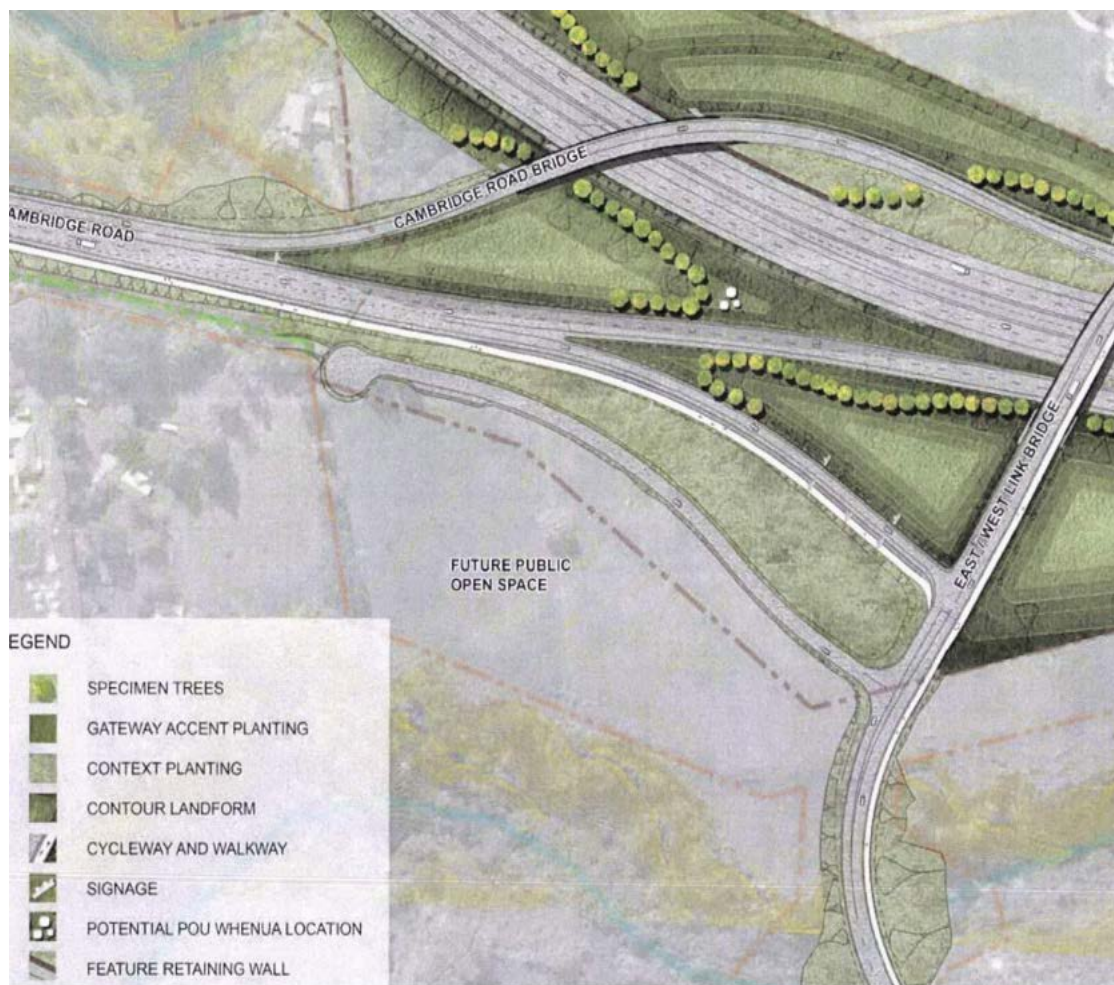 CAMBRIDGE ROAD BRIDGE
AMBRIDGE ROAD
EAST / WEST LINK BRIDGE
FUTURE PUBLIC
OPEN SPACE
EGEND
SPECIMEN TREES
GATEWAY ACCENT PLANTING
CONTEXT PLANTING
CONTOUR LANDFORM
CYCLEWAY AND WALKWAY
SIGNAGE
POTENTIAL POU WHENUA LOCATION
FEATURE RETAINING WALL